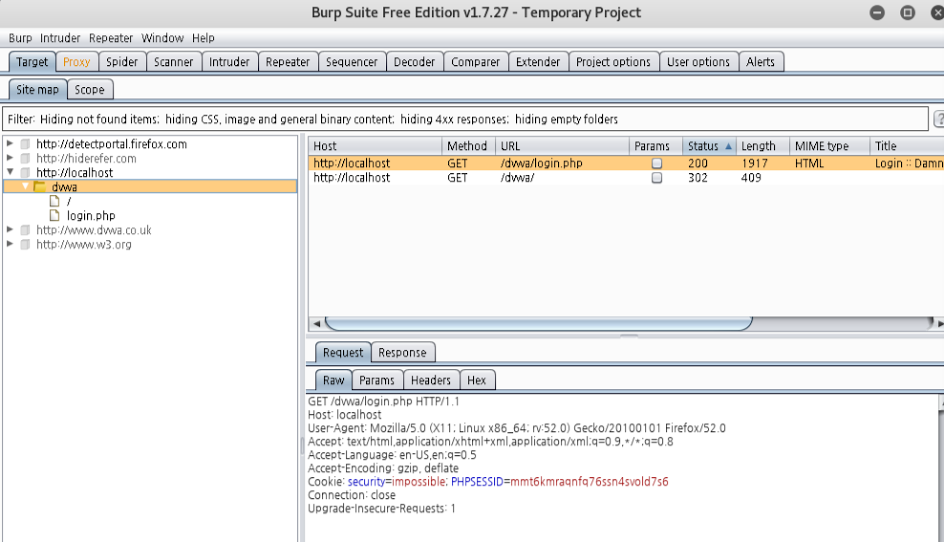 Burp Suite Free Edition v1.7.27 - Temporary Project
Burp Intruder Repeater Window Help
Target Proxy Spider Scanner Intruder Repeater Sequencer Decoder Comparer Extender Project options User options Alerts
Site map Scope
Filter: Hiding not found items; hiding CSS, image and general binary content; hiding 4xx responses; hiding empty folders ?
http://detectportal.firefox.com
http://hiderefer.com
http://localhost
dvwa
/
login.php
http://www.dvwa.co.uk
http://www.w3.org
Host Method URL Params Status Length MIME type Title
http://localhost GET /dvwa/login.php 200 1917 HTML Login :: Damn
http://localhost GET /dvwa/ 302 409
Request Response
Raw Params Headers Hex
GET /dvwa/login.php HTTP/1.1
Host: localhost
User-Agent: Mozilla/5.0 (X11; Linux x86_64; rv:52.0) Gecko/20100101 Firefox/52.0
Accept: text/html,application/xhtml+xml,application/xml;q=0.9,*/*;q=0.8
Accept-Language: en-US,en;q=0.5
Accept-Encoding: gzip, deflate
Cookie: security=impossible; PHPSESSID=mmt6kmraqnfq76ssn4svold7s6
Connection: close
Upgrade-Insecure-Requests: 1